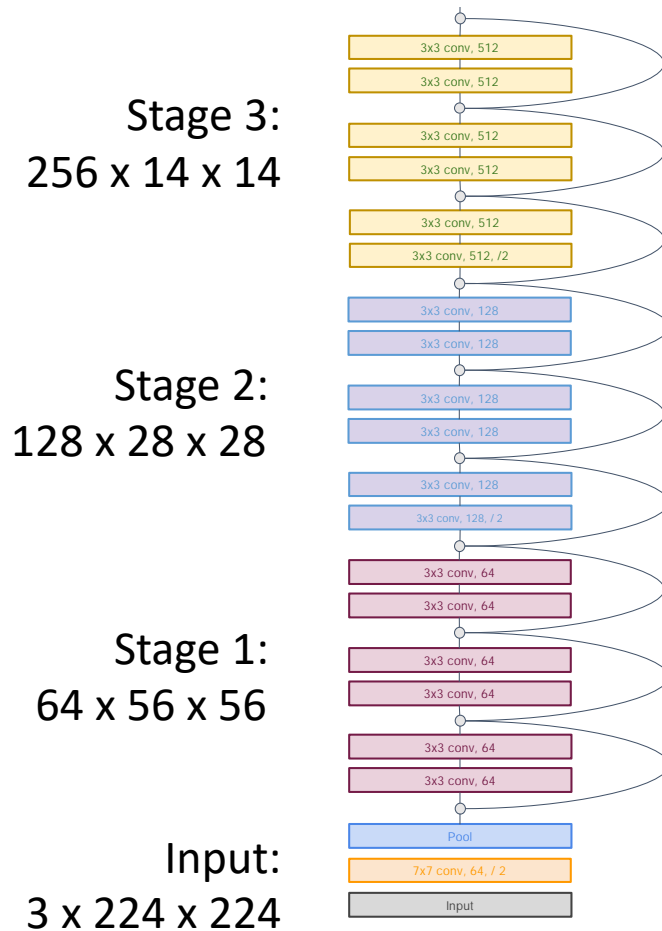 3x3 conv, 512
3x3 conv, 512
Stage 3:
256 x 14 x 14
3x3 conv, 512
3x3 conv, 512
3x3 conv, 512
3x3 conv, 512, /2
3x3 conv, 128
3x3 conv, 128
Stage 2:
128 x 28 x 28
3x3 conv, 128
3x3 conv, 128
3x3 conv, 128
3x3 conv, 128, / 2
3x3 conv, 64
3x3 conv, 64
Stage 1:
64 x 56 x 56
3x3 conv, 64
3x3 conv, 64
3x3 conv, 64
3x3 conv, 64
Pool
Input:
3 x 224 x 224
7x7 conv, 64, / 2
Input